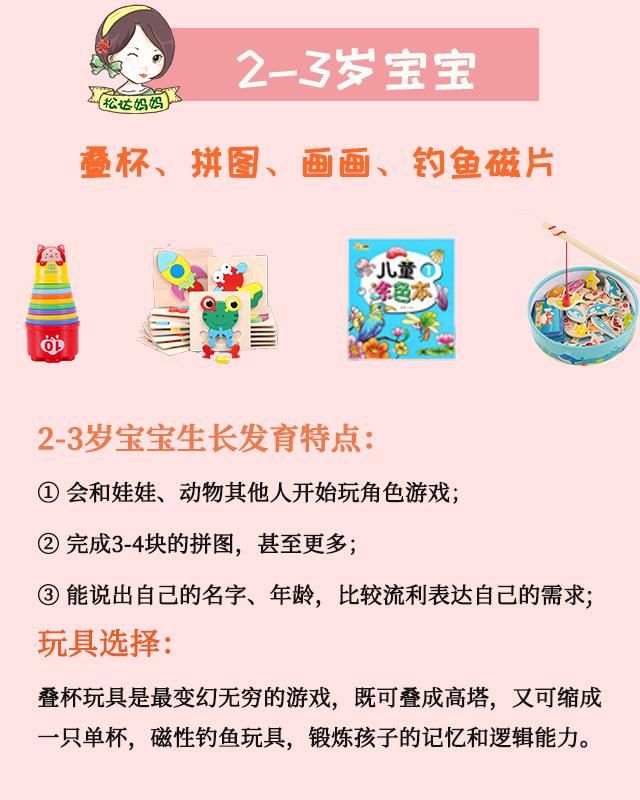 松达妈妈
2-3岁宝宝
叠杯、拼图、画画、钓鱼磁片
儿童
1
涂色本
10
2-3岁宝宝生长发育特点：
① 会和娃娃、动物其他人开始玩角色游戏；
② 完成3-4块的拼图，甚至更多；
③ 能说出自己的名字、年龄，比较流利表达自己的需求;
玩具选择：
叠杯玩具是最变幻无穷的游戏，既可叠成高塔，又可缩成
一只单杯，磁性钓鱼玩具，锻炼孩子的记忆和逻辑能力。